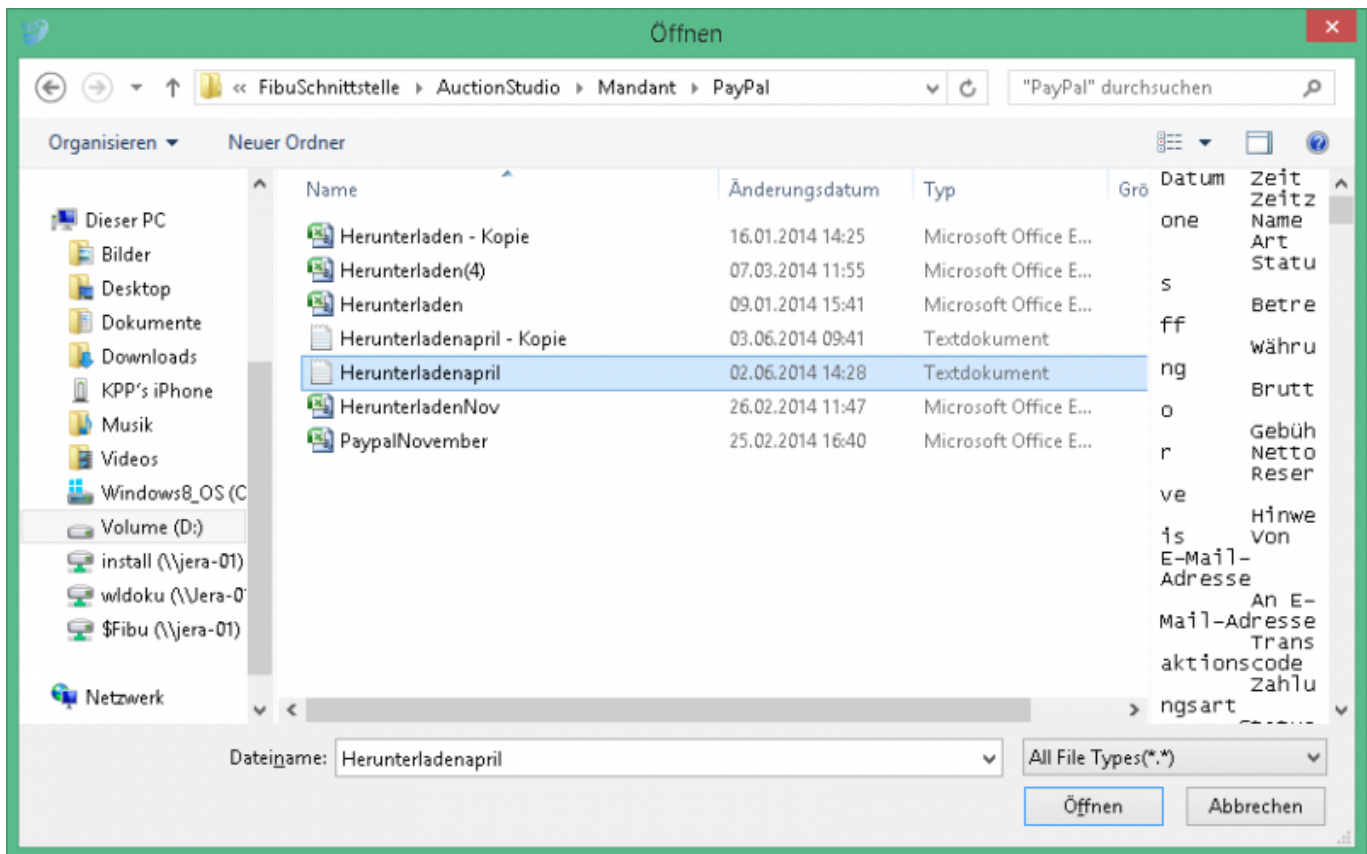 Öffnen
« FibuSchnittstelle ▸ AuctionStudio ▸ Mandant ▸ PayPal "PayPal" durchsuchen
Organisieren Neuer Ordner
Name Änderungsdatum Typ Grö
Dieser PC
Bilder
Desktop
Dokumente
Downloads
KPP's iPhone
Musik
Videos
Windows8_OS (C
Volume (D:)
install (\\jera-01)
wldoku (\\Jera-0
$Fibu (\\jera-01)
Netzwerk
Herunterladen - Kopie 16.01.2014 14:25 Microsoft Office E...
Herunterladen(4) 07.03.2014 11:55 Microsoft Office E...
Herunterladen 09.01.2014 15:41 Microsoft Office E...
Herunterladenapril - Kopie 03.06.2014 09:41 Textdokument
Herunterladenapril 02.06.2014 14:28 Textdokument
HerunterladenNov 26.02.2014 11:47 Microsoft Office E...
PaypalNovember 25.02.2014 16:40 Microsoft Office E...
Datum Zeit
Zeitz
one Name
Art
Statu
s
Betre
ff
Währu
ng
Brutt
o
Gebüh
r Netto
Reser
ve
Hinwe
is Von
E-Mail-
Adresse
An E-
Mail-Adresse
Trans
aktionscode
Zahlu
ngsart
Dateiname: Herunterladenapril All File Types(*.*)
Öffnen Abbrechen